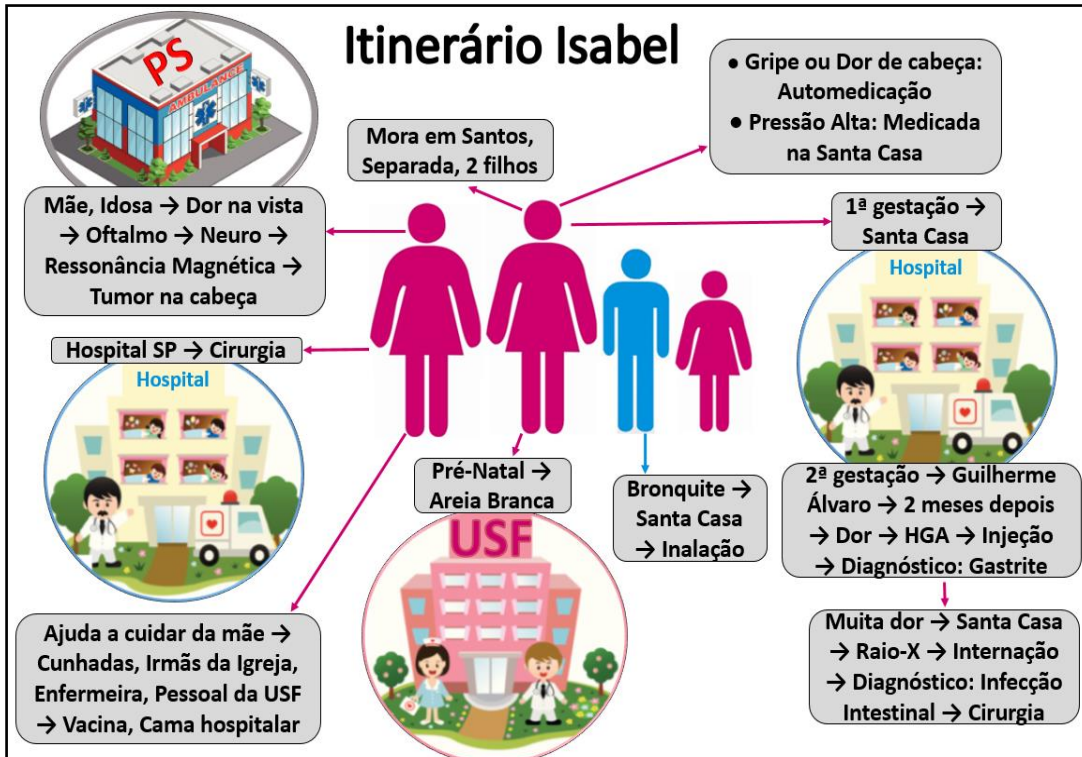 Itinerário Isabel
PS
AMBULANCE
Mora em Santos,
Separada, 2 filhos
● Gripe ou Dor de cabeça:
Automedicação
● Pressão Alta: Medicada
na Santa Casa
Mãe, Idosa → Dor na vista
→ Oftalmo → Neuro →
Ressonância Magnética →
Tumor na cabeça
1ª gestação →
Santa Casa
Hospital
Hospital SP → Cirurgia
Hospital
Pré-Natal →
Areia Branca
USF
Bronquite →
Santa Casa
→ Inalação
2ª gestação → Guilherme
Álvaro → 2 meses depois
→ Dor → HGA → Injeção
→ Diagnóstico: Gastrite
Ajuda a cuidar da mãe →
Cunhadas, Irmãs da Igreja,
Enfermeira, Pessoal da USF
→ Vacina, Cama hospitalar
Muita dor → Santa Casa
→ Raio-X → Internação
→ Diagnóstico: Infecção
Intestinal → Cirurgia